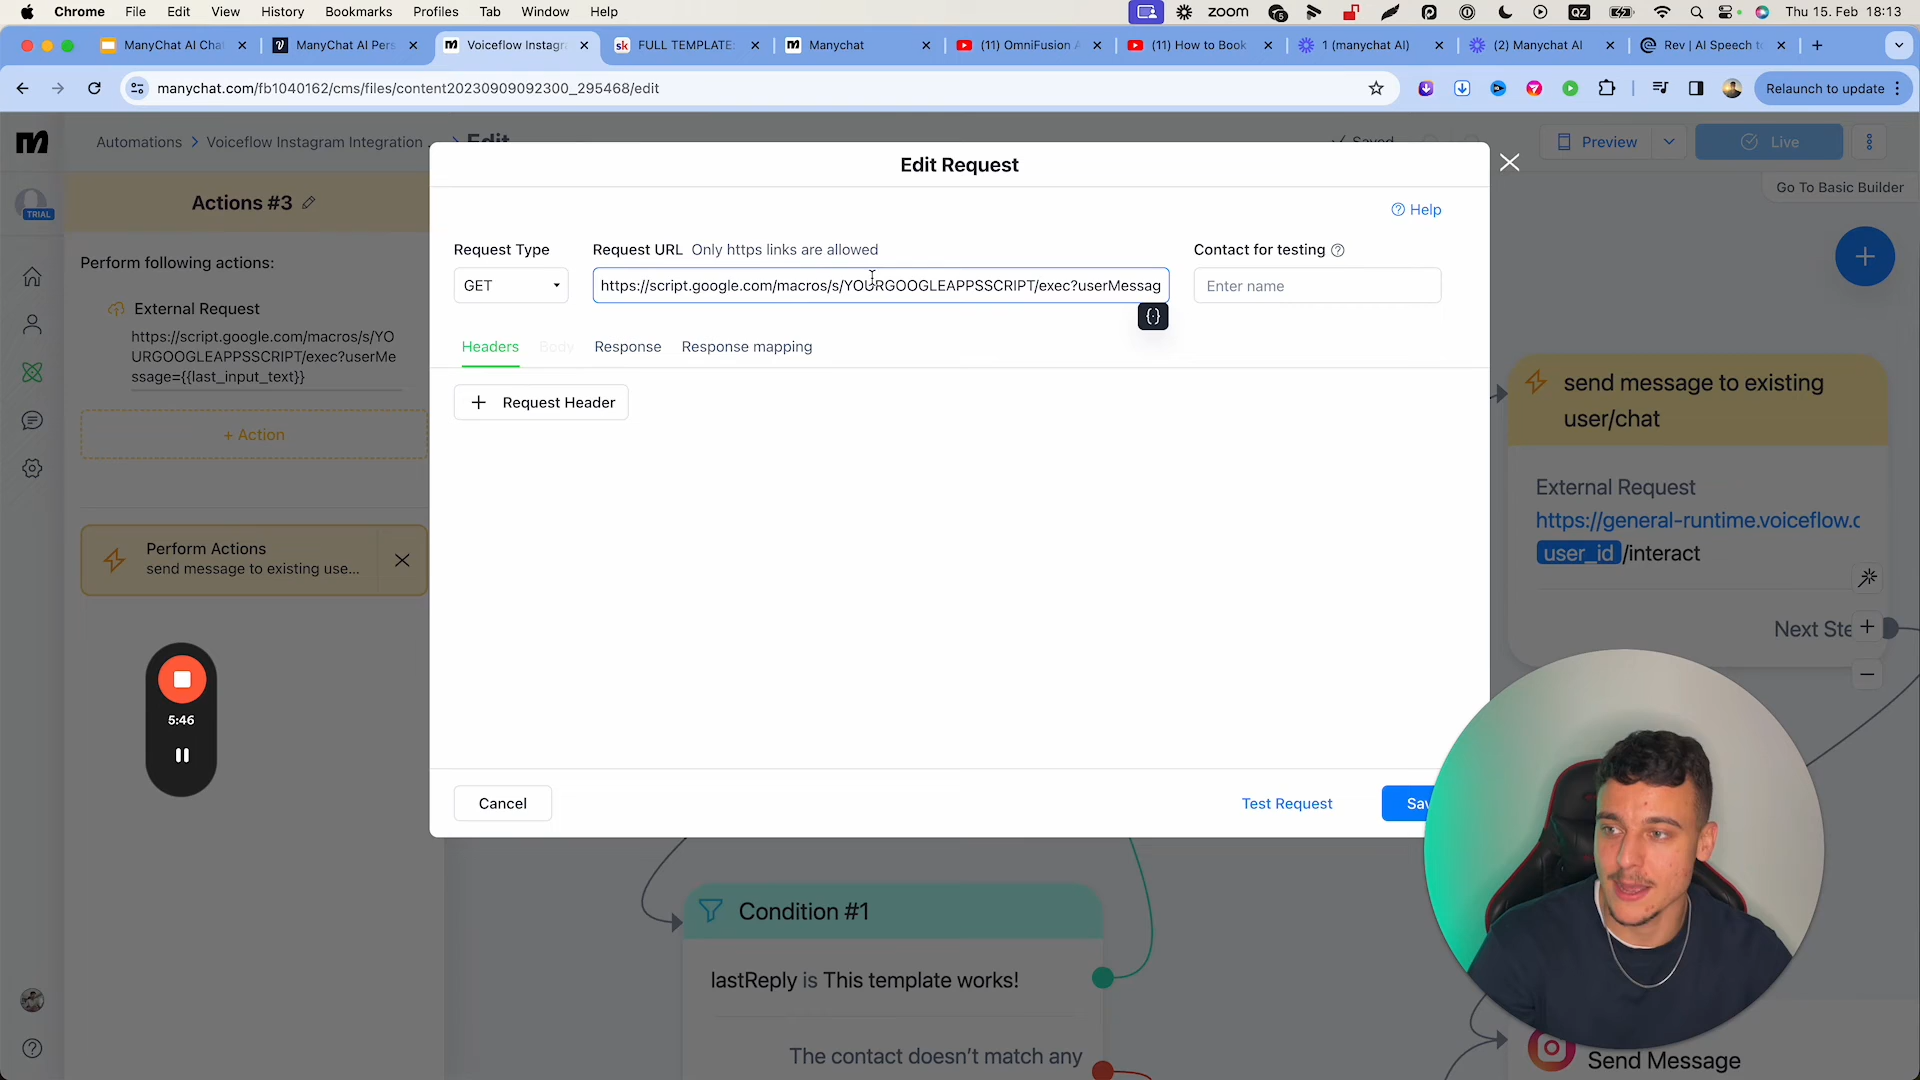 Chrome File Edit View History Bookmarks Profiles Tab Window Help zoom QZ Thu 15. Feb 18:13
ManyChat AI Cha ManyChat AI Pers Voiceflow Instagr FULL TEMPLATE: Manychat (11) OmniFusion A (11) How to Book 1 (manychat AI) (2) Manychat AI Rev | AI Speech to
manychat.com/fb1040162/cms/files/content20230909092300_295468/edit
Relaunch to update
Automations > Voiceflow Instagram Integration ... > Edit
Saved
Preview
Live
Go To Basic Builder
TRIAL
Actions #3
Perform following actions:
External Request
https://script.google.com/macros/s/YO
URGOOGLEAPPSSCRIPT/exec?userMe
ssage={{last_input_text}}
+ Action
Perform Actions
send message to existing use...
5:46
Edit Request
Help
Request Type
Request URL Only https links are allowed
Contact for testing
GET
https://script.google.com/macros/s/YOURGOOGLEAPPSSCRIPT/exec?userMessag
Enter name
Headers Body Response Response mapping
+ Request Header
Cancel
Test Request
Sav
send message to existing
user/chat
External Request
https://general-runtime.voiceflow.c
user_id/interact
Next Ste
Condition #1
lastReply is This template works!
The contact doesn't match any
Send Message